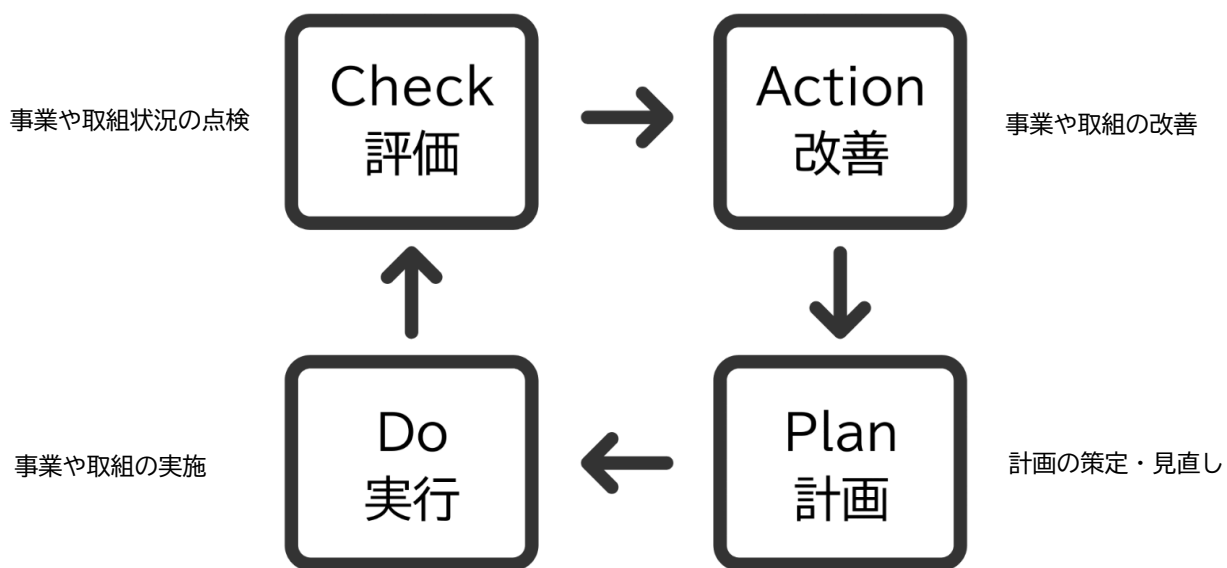 事業や取組状況の点検
Check
評価
Action
改善
事業や取組の改善
事業や取組の実施
Do
実行
Plan
計画
計画の策定・見直し